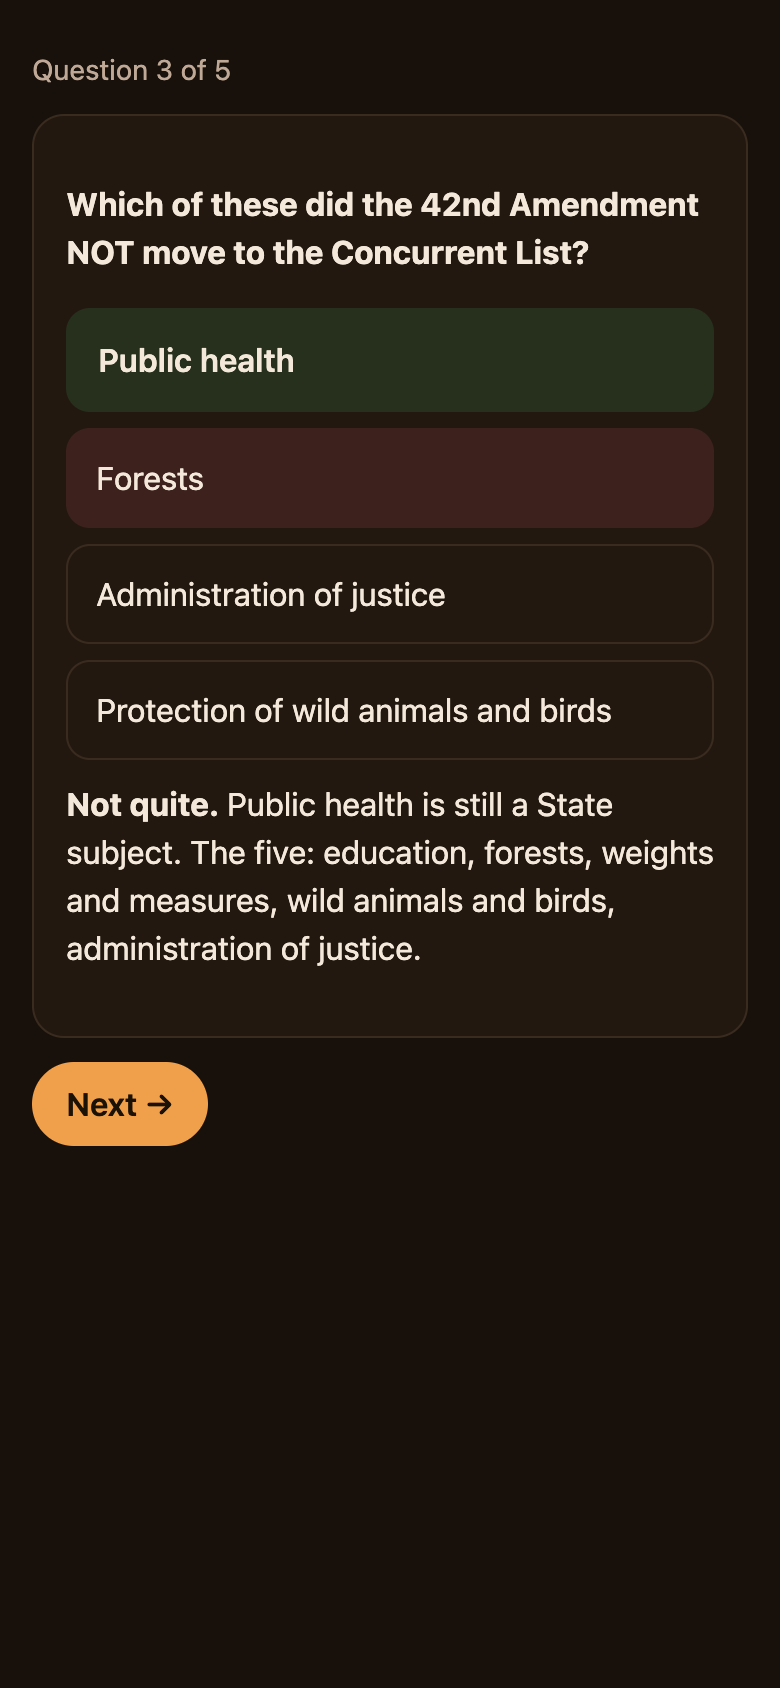 Question 3 of 5
Which of these did the 42nd Amendment
NOT move to the Concurrent List?
Public health
Forests
Administration of justice
Protection of wild animals and birds
Not quite. Public health is still a State
subject. The five: education, forests, weights
and measures, wild animals and birds,
administration of justice.
Next →